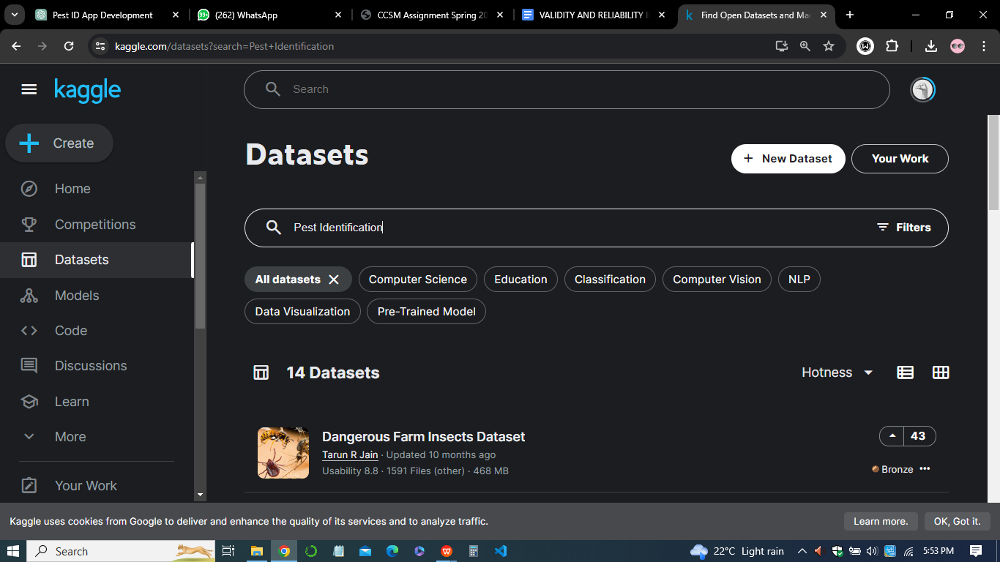 Pest ID App Development
(262) WhatsApp
CCSM Assignment Spring 20
VALIDITY AND RELIABILITY I
Find Open Datasets and Mac
kaggle.com/datasets?search=Pest+Identification
kaggle
Search
Create
Home
Competitions
Datasets
Models
Code
Discussions
Learn
More
Your Work
Datasets
+ New Dataset
Your Work
Pest Identification
Filters
All datasets
Computer Science
Education
Classification
Computer Vision
NLP
Data Visualization
Pre-Trained Model
14 Datasets
Hotness
Dangerous Farm Insects Dataset
43
Tarun R Jain · Updated 10 months ago
Usability 8.8 · 1591 Files (other) · 468 MB
Bronze
Kaggle uses cookies from Google to deliver and enhance the quality of its services and to analyze traffic.
Learn more.
OK, Got it.
Search
22°C Light rain
5:53 PM